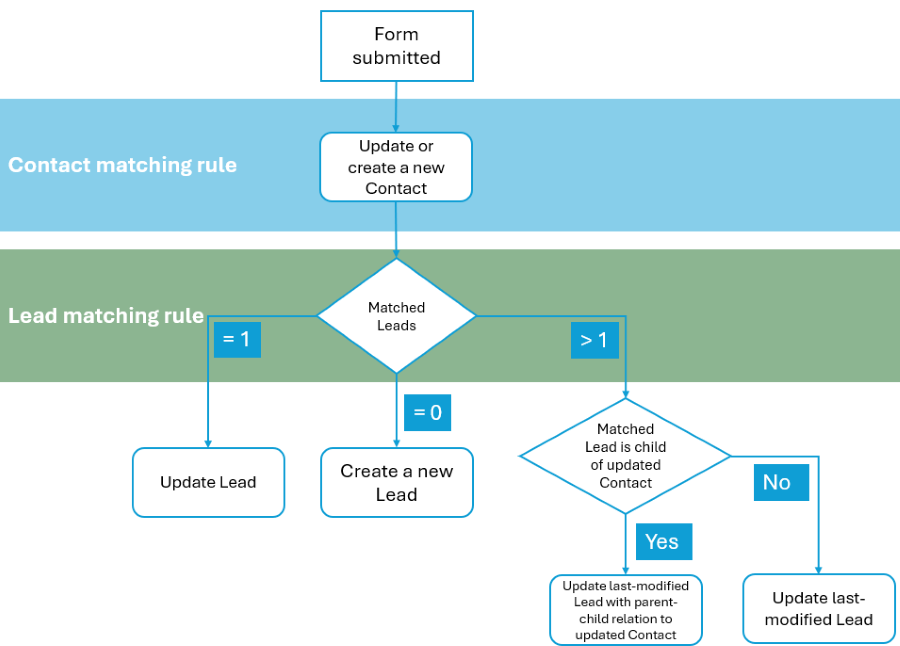 Form
submitted
Contact matching rule
Update or
create a new
Contact
Lead matching rule
Matched
Leads
= 1
> 1
= 0
Matched
Lead is child
of updated
Contact
Update Lead
Create a new
Lead
No
Yes
Update last-modified
Lead with parent-
child relation to
updated Contact
Update last-
modified Lead